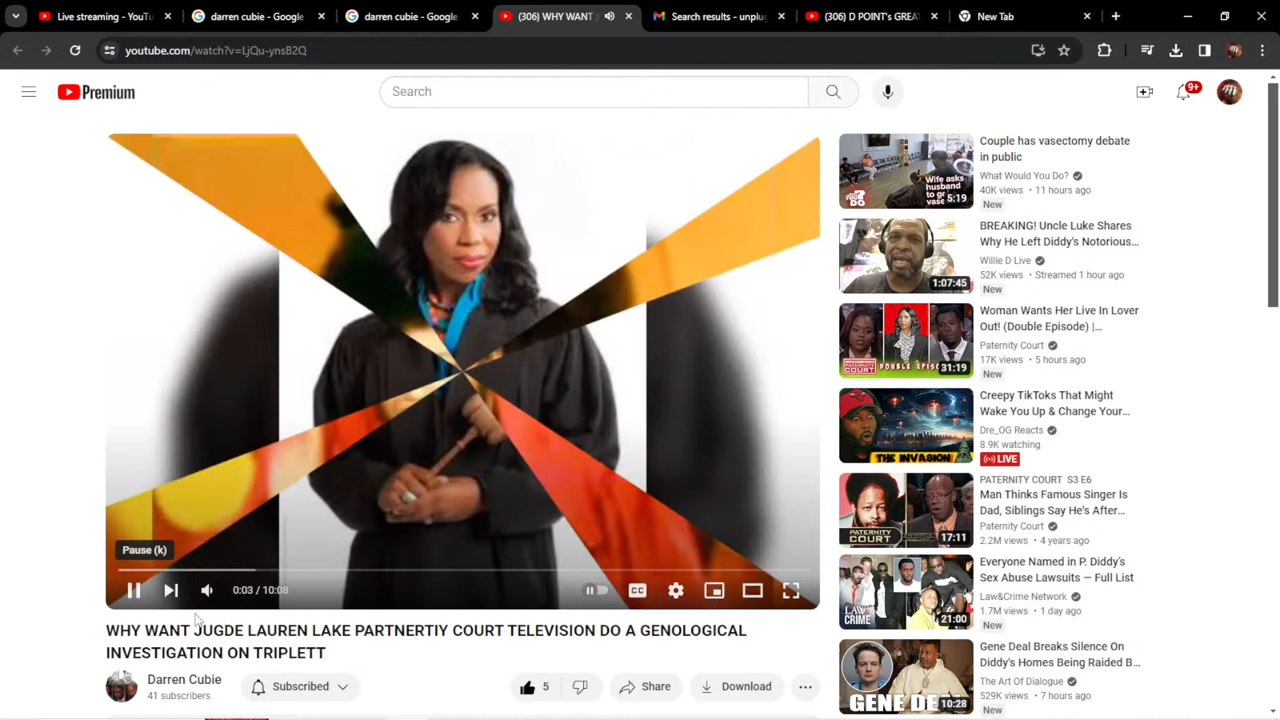 Live streaming - YouTu
darren cubie - Google
darren cubie - Google
(306) WHY WANT J
Search results - unplug
(306) D POINT's GREA
New Tab
youtube.com/watch?v=LjQu-ynsB2Q
Premium
Search
9+
Pause (k)
0:03 / 10:08
CC
WHY WANT JUGDE LAUREN LAKE PARTNERTIY COURT TELEVISION DO A GENOLOGICAL
INVESTIGATION ON TRIPLETT
Darren Cubie
41 subscribers
Subscribed
5
Share
Download
Wife asks
husband
to g
vase
5:19
Couple has vasectomy debate
in public
What Would You Do?
40K views • 11 hours ago
New
1:07:45
BREAKING! Uncle Luke Shares
Why He Left Diddy's Notorious...
Willie D Live
52K views • Streamed 1 hour ago
New
DOUBLE EPISO
31:19
Woman Wants Her Live In Lover
Out! (Double Episode) |...
Paternity Court
17K views • 5 hours ago
New
THE INVASION
Creepy TikToks That Might
Wake You Up & Change Your...
Dre_OG Reacts
8.9K watching
LIVE
PATERNITY
COURT
17:11
PATERNITY COURT S3 E6
Man Thinks Famous Singer Is
Dad, Siblings Say He's After...
Paternity Court
2.2M views • 4 years ago
LAW
CRIME
21:00
Everyone Named in P. Diddy's
Sex Abuse Lawsuits — Full List
Law&Crime Network
1.7M views • 1 day ago
New
GENE DE
10:28
Gene Deal Breaks Silence On
Diddy's Homes Being Raided B...
The Art Of Dialogue
529K views • 7 hours ago
New